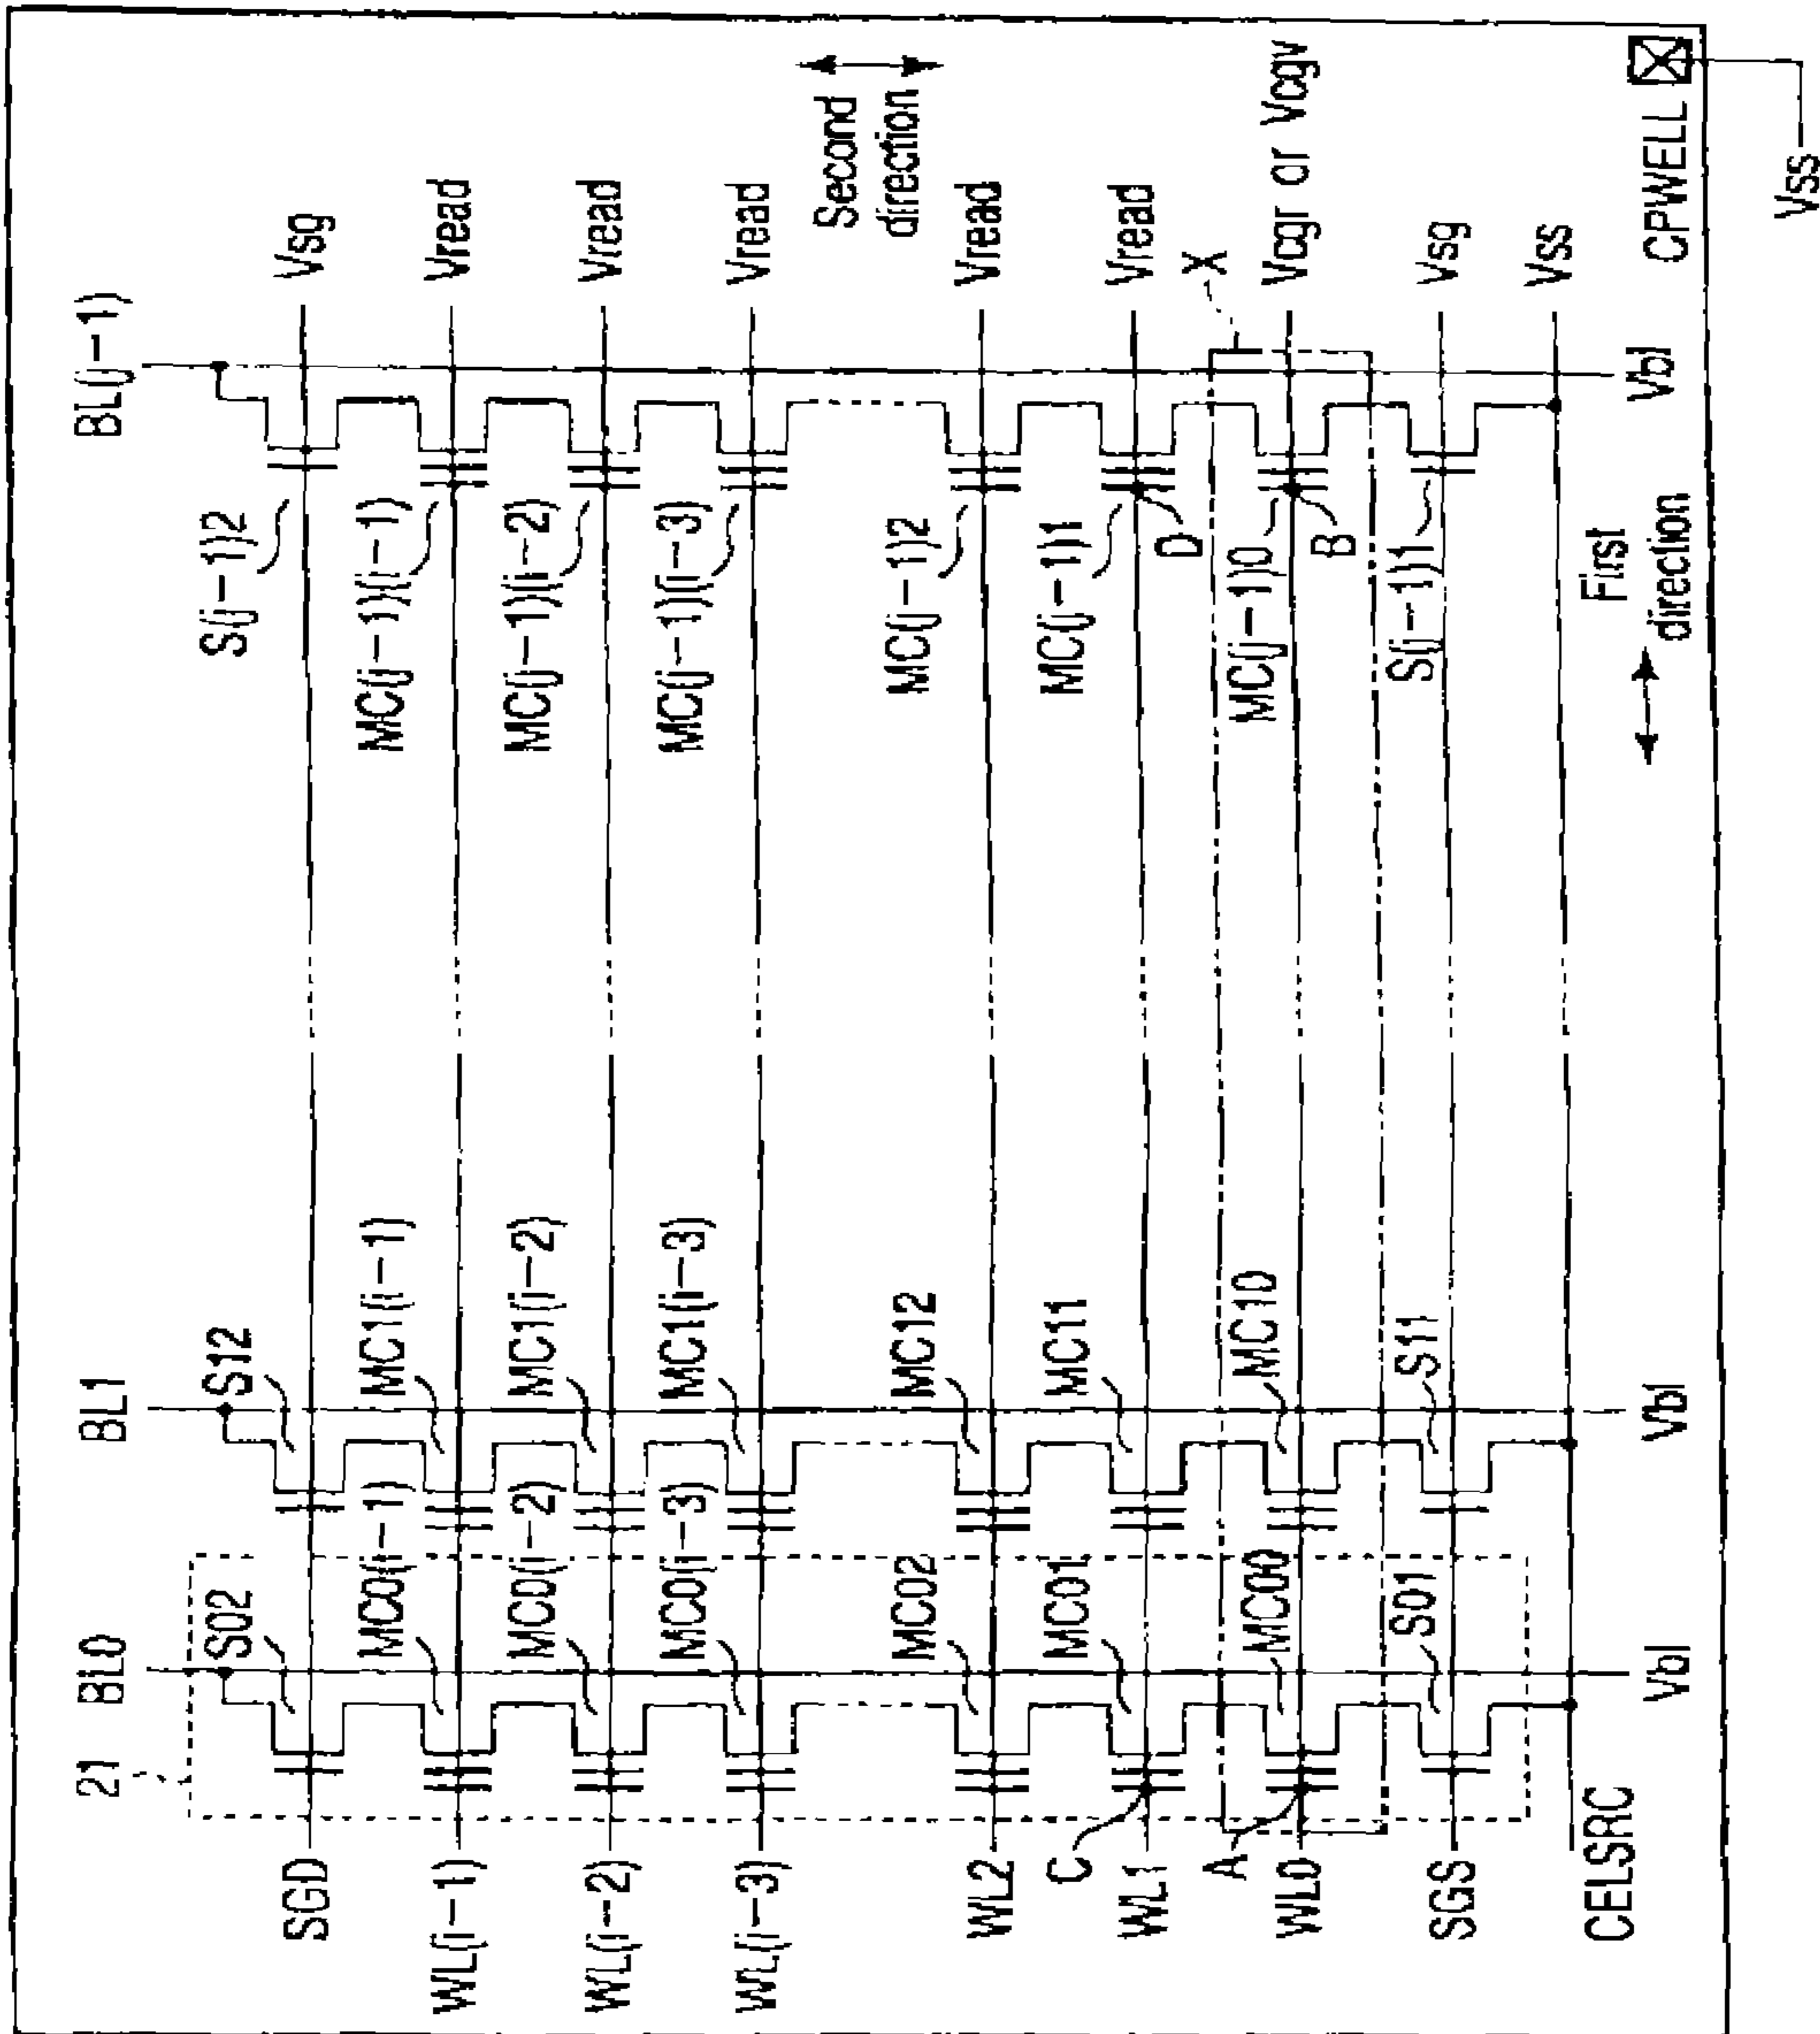 21
BL0
BL1
BL(j-1)
SGD
S02
S12
S(j-1)2
Vsg
WL(i-1)
MC0(i-1)
MC1(i-1)
MC(j-1)(i-1)
Vread
WL(i-2)
MC0(i-2)
MC1(i-2)
MC(j-1)(i-2)
Vread
WL(i-3)
MC0(i-3)
MC1(i-3)
MC(j-1)(i-3)
Vread
Second
direction
WL2
MC02
MC12
MC(j-1)2
Vread
C
WL1
MC01
MC11
MC(j-1)1
D
Vread
X
A
WL0
MC00
MC10
MC(j-1)0
B
Vcgr or Vcgv
SGS
S01
S11
S(j-1)1
Vsg
CELSRC
Vss
First
direction
Vbl
Vbl
Vbl
CPWELL
Vss